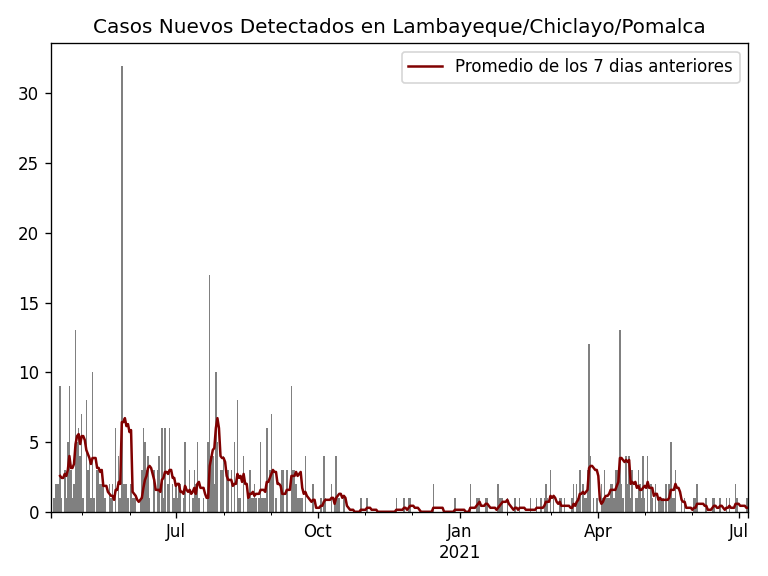 Casos Nuevos Detectados en Lambayeque/Chiclayo/Pomalca
Promedio de los 7 dias anteriores
30
25
20
15
10
5
0
Jul
Oct
Jan
2021
Apr
Jul